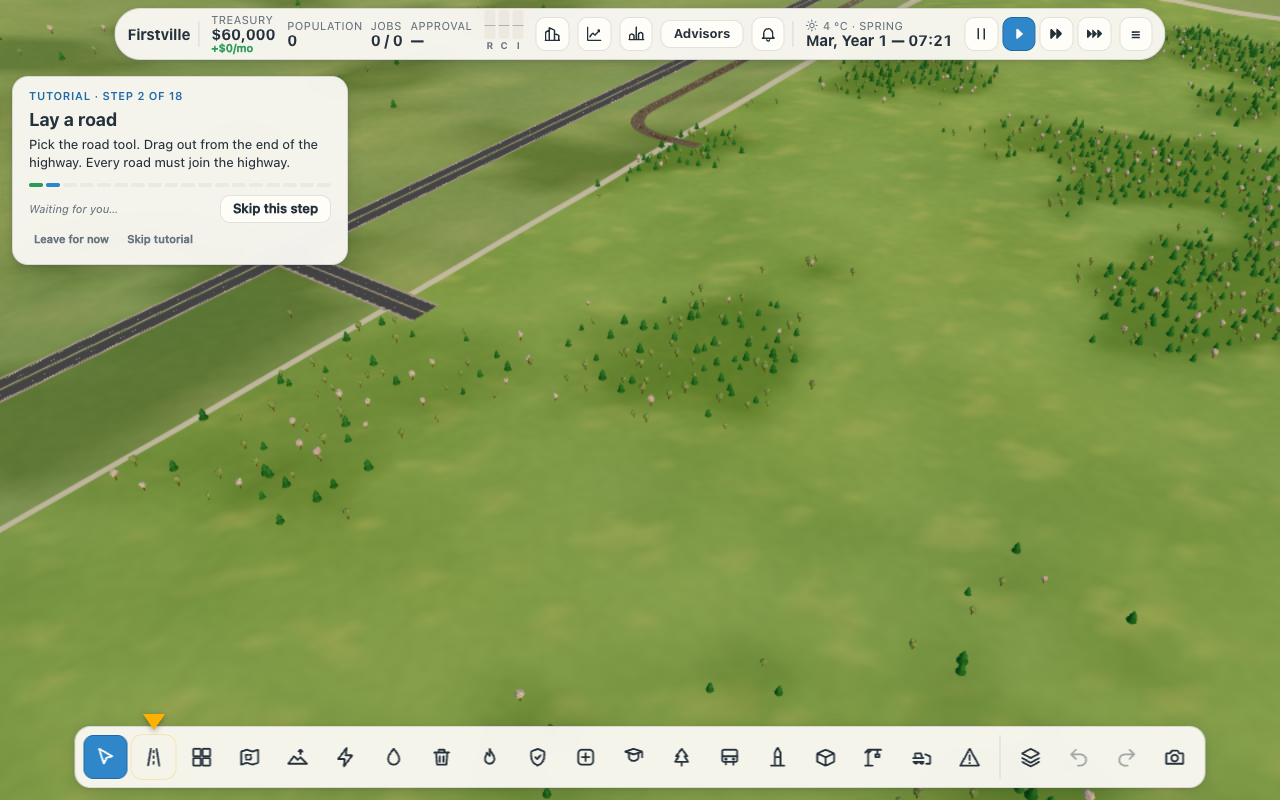 Firstville
TREASURY
$60,000
+$0/mo
POPULATION
0
JOBS
0 / 0
APPROVAL
—
R C I
Advisors
4 °C · SPRING
Mar, Year 1 — 07:21
TUTORIAL · STEP 2 OF 18
Lay a road
Pick the road tool. Drag out from the end of the
highway. Every road must join the highway.
Waiting for you...
Skip this step
Leave for now
Skip tutorial